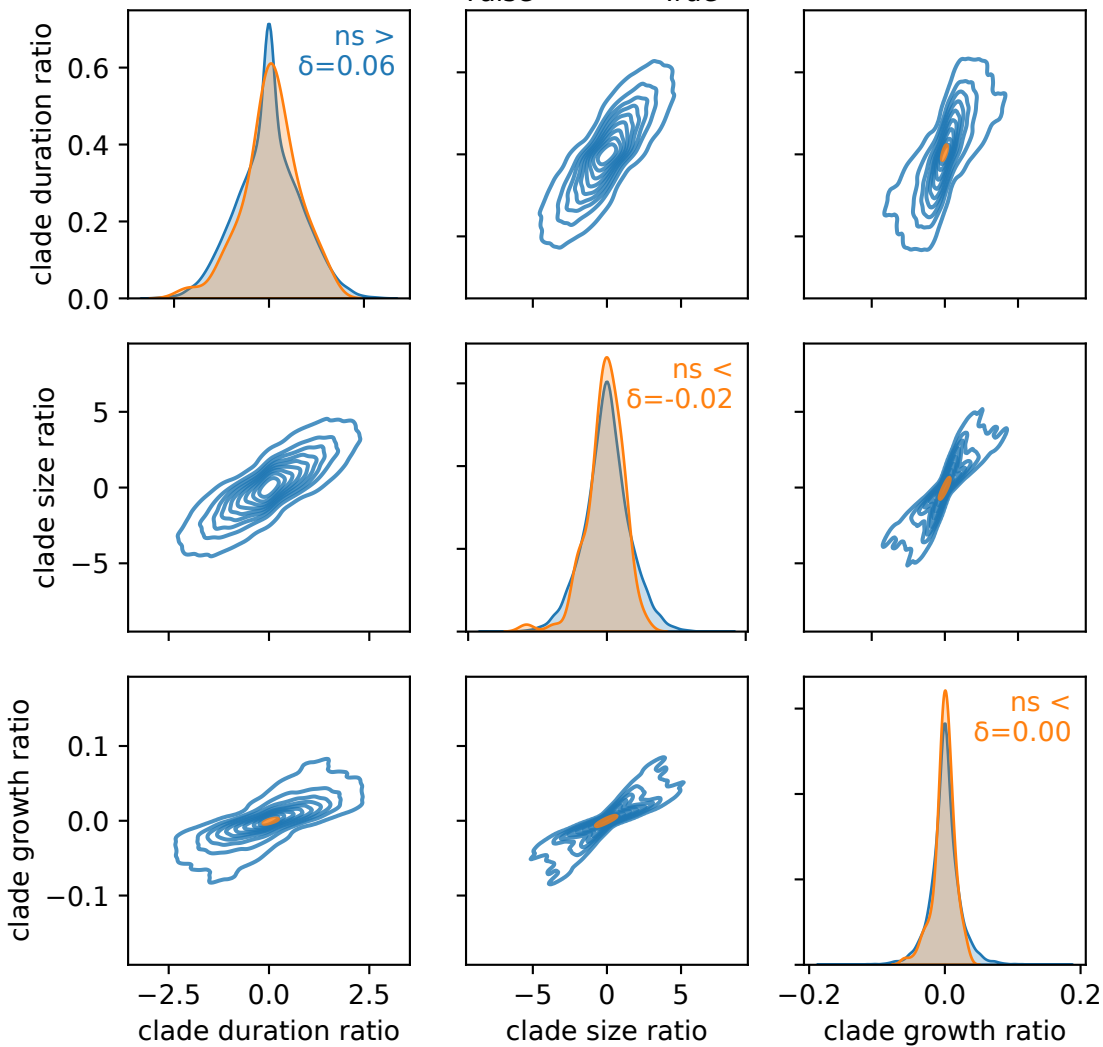 clade duration ratio
0.6
0.4
0.2
0.0
ns >
δ=0.06
clade size ratio
5
0
−5
ns <
δ=-0.02
clade growth ratio
0.1
0.0
−0.1
ns <
δ=0.00
−2.5 0.0 2.5
−5 0 5
−0.2 0.0 0.2
clade duration ratio
clade size ratio
clade growth ratio